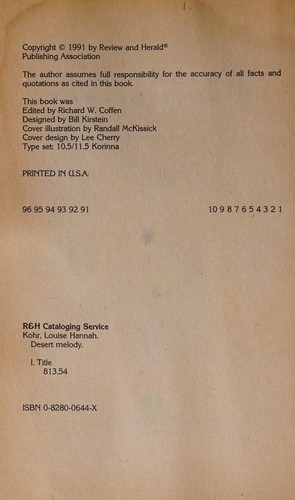 Copyright © 1991 by Review and Herald®
Publishing Association
The author assumes full responsibility for the accuracy of all facts and
quotations as cited in this book.
This book was
Edited by Richard W. Coffen
Designed by Bill Kirstein
Cover illustration by Randall McKissick
Cover design by Lee Cherry
Type set: 10.5/11.5 Korinna
PRINTED IN U.S.A.
96 95 94 93 92 91 10 9 8 7 6 5 4 3 2 1
R&H Cataloging Service
Kohr, Louise Hannah.
Desert melody.
I. Title
813.54
ISBN 0-8280-0644-X